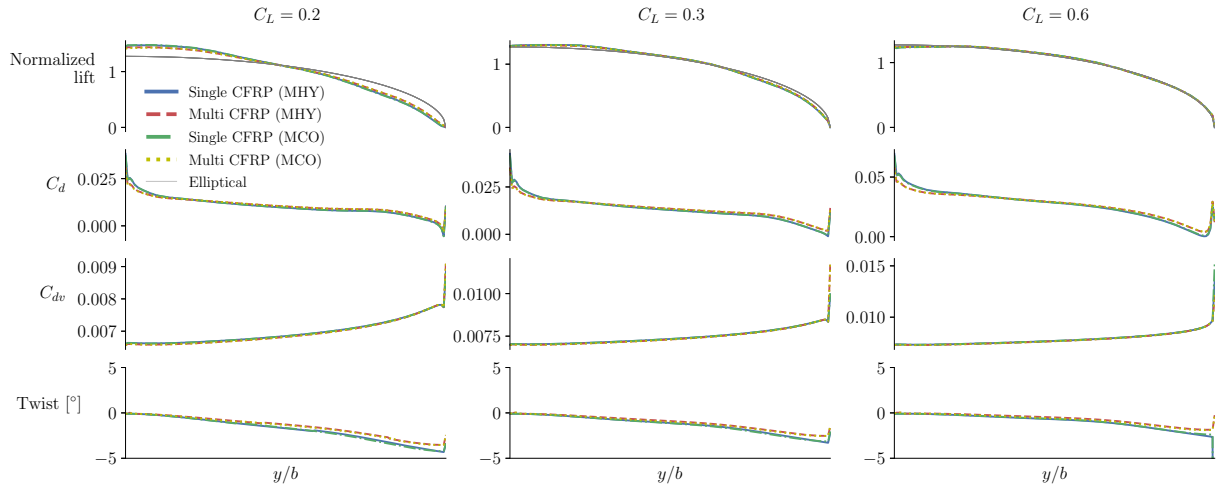 C_L = 0.2
C_L = 0.3
C_L = 0.6
Normalized
lift
1
0
1
0
1
0
Single CFRP (MHY)
Multi CFRP (MHY)
Single CFRP (MCO)
Multi CFRP (MCO)
Elliptical
C_d
0.025
0.000
0.025
0.000
0.05
0.00
C_{dv}
0.009
0.008
0.007
0.0100
0.0075
0.015
0.010
Twist [°]
5
0
−5
5
0
−5
5
0
−5
y/b
y/b
y/b